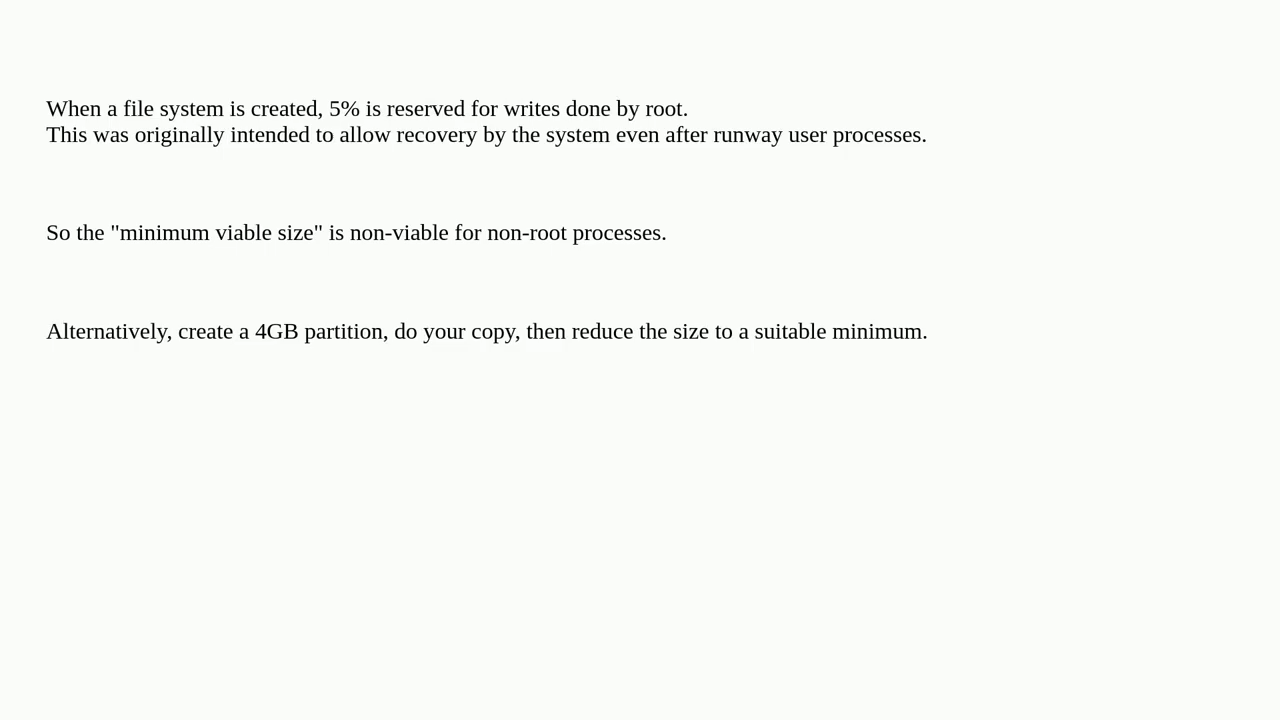 When a file system is created, 5% is reserved for writes done by root.
This was originally intended to allow recovery by the system even after runway user processes.
So the "minimum viable size" is non-viable for non-root processes.
Alternatively, create a 4GB partition, do your copy, then reduce the size to a suitable minimum.